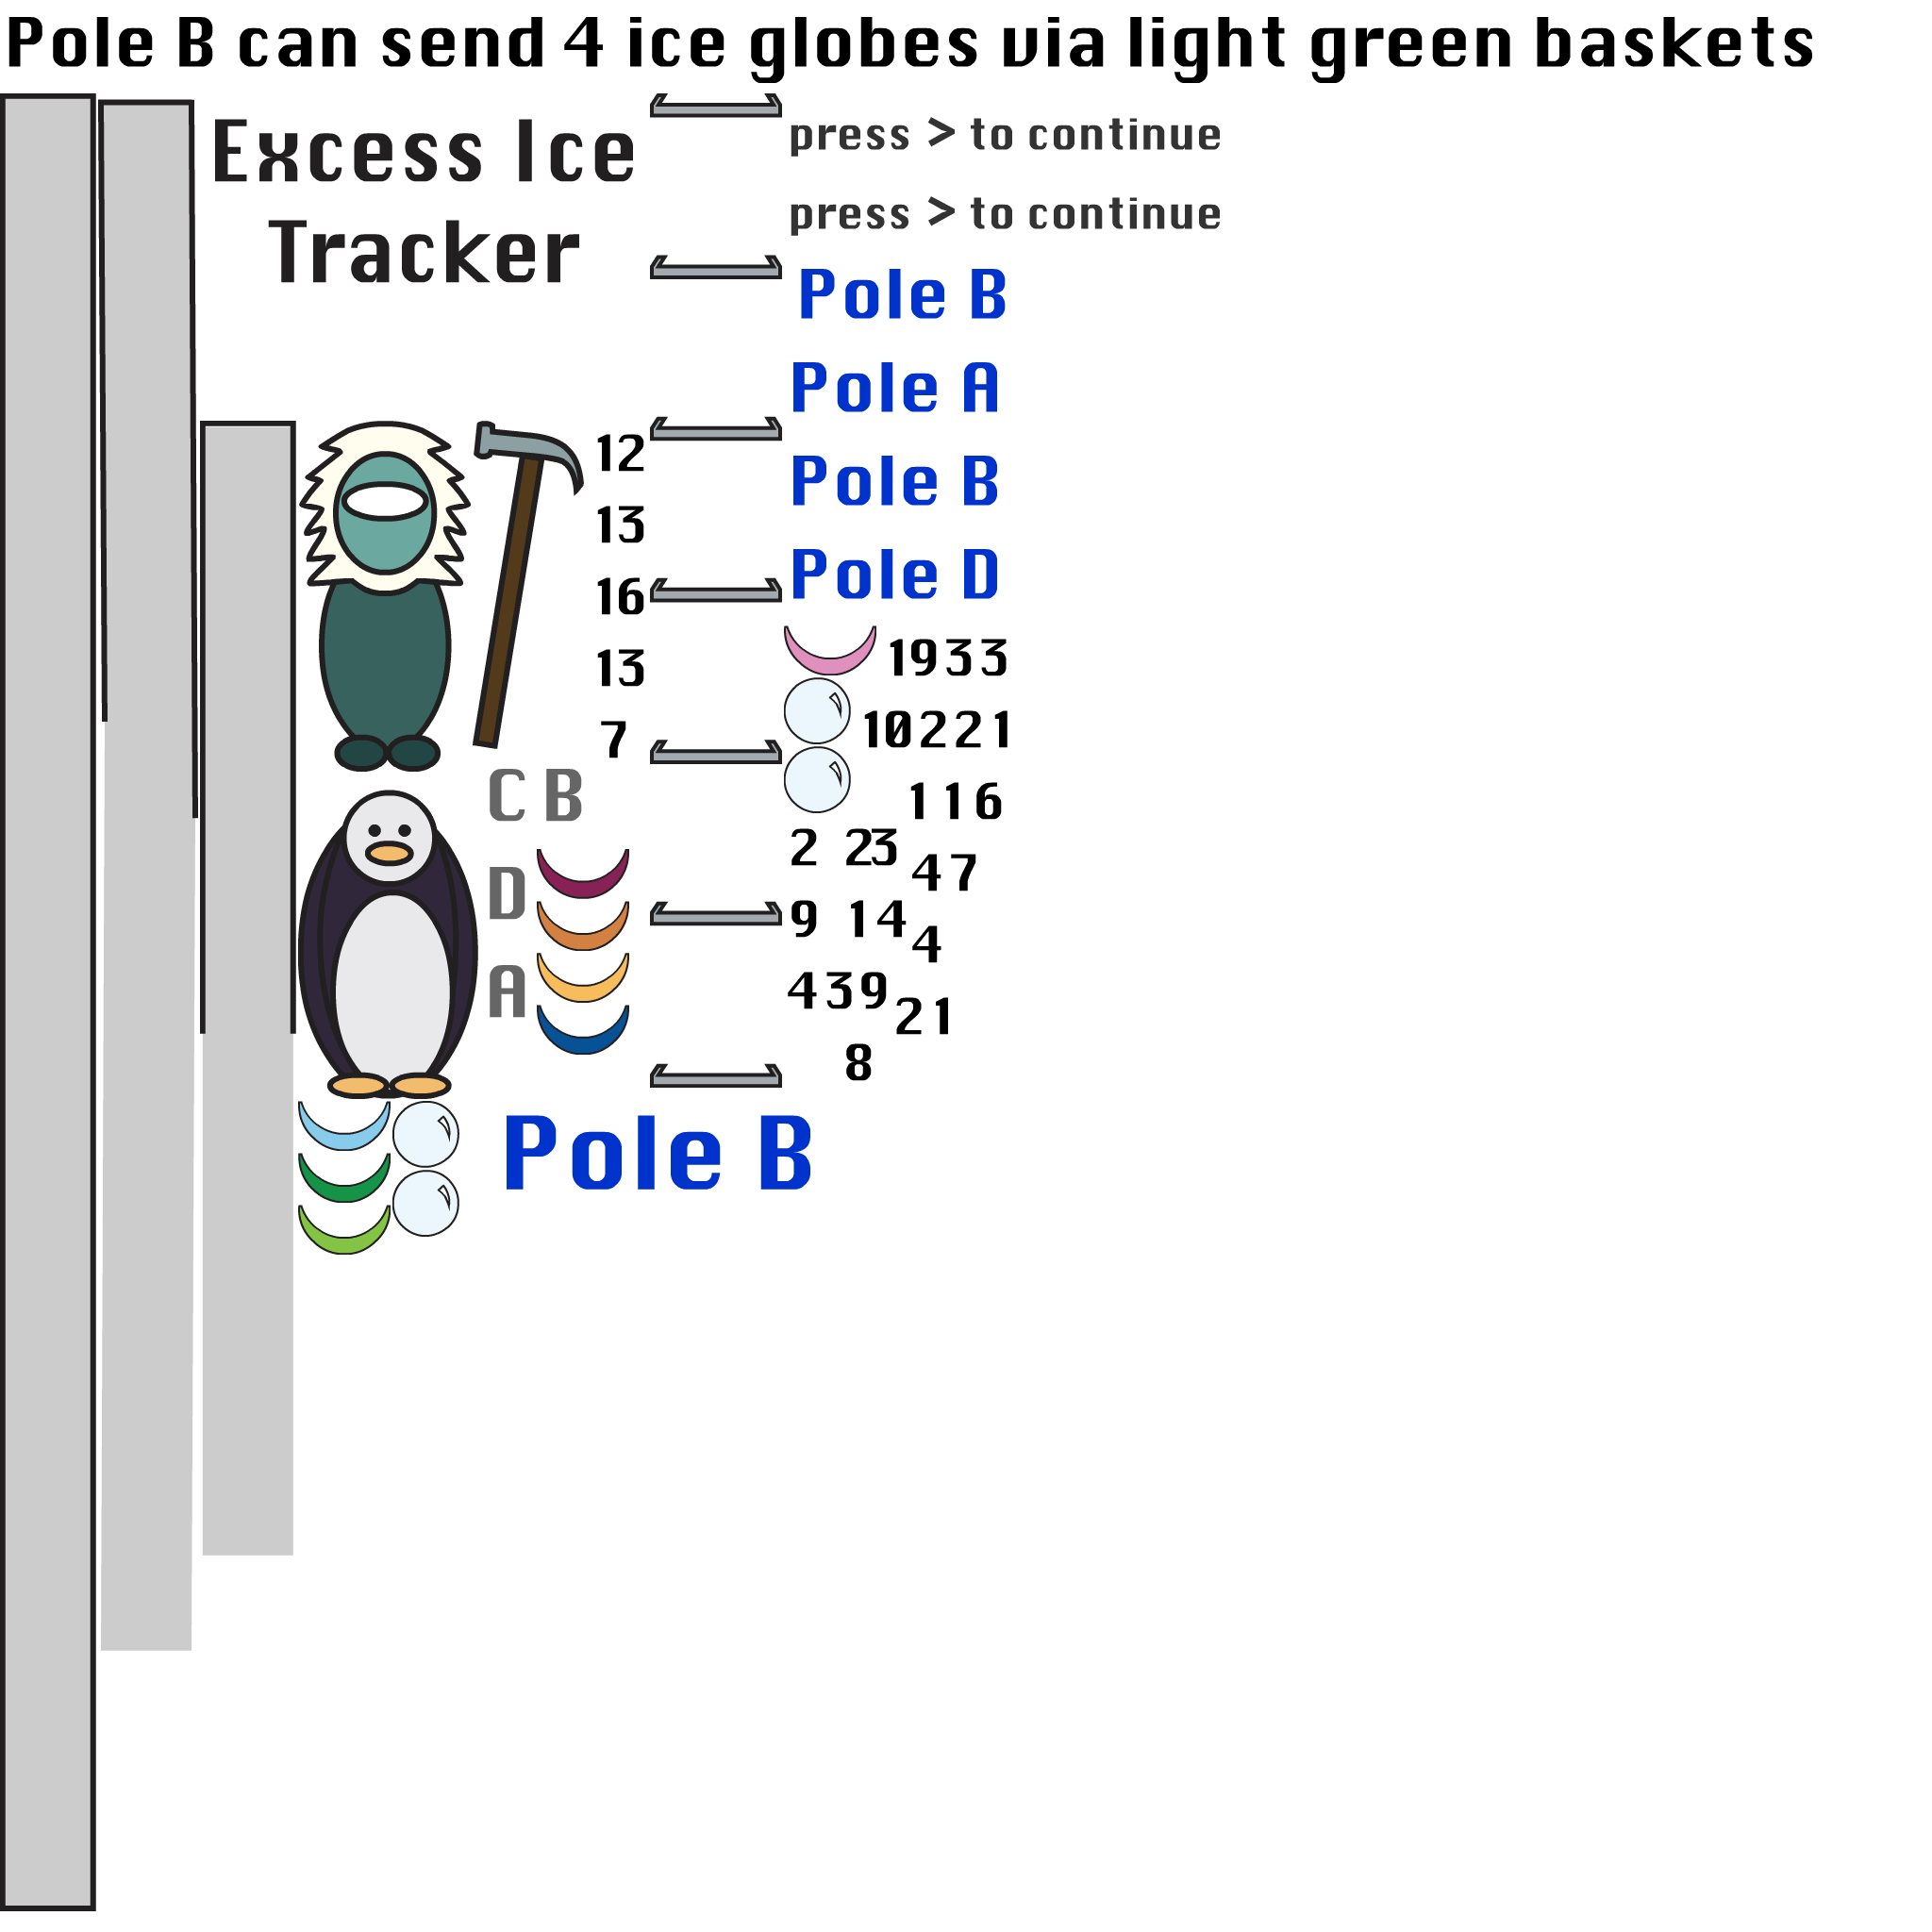 Pole B can send 4 ice globes via light green baskets
Excess Ice
Tracker
press > to continue
press > to continue
Pole B
Pole A
Pole B
Pole D
12
13
16
13
7
1933
10221
116
2 23
47
9 14
4
439
21
8
C B
D
A
Pole B